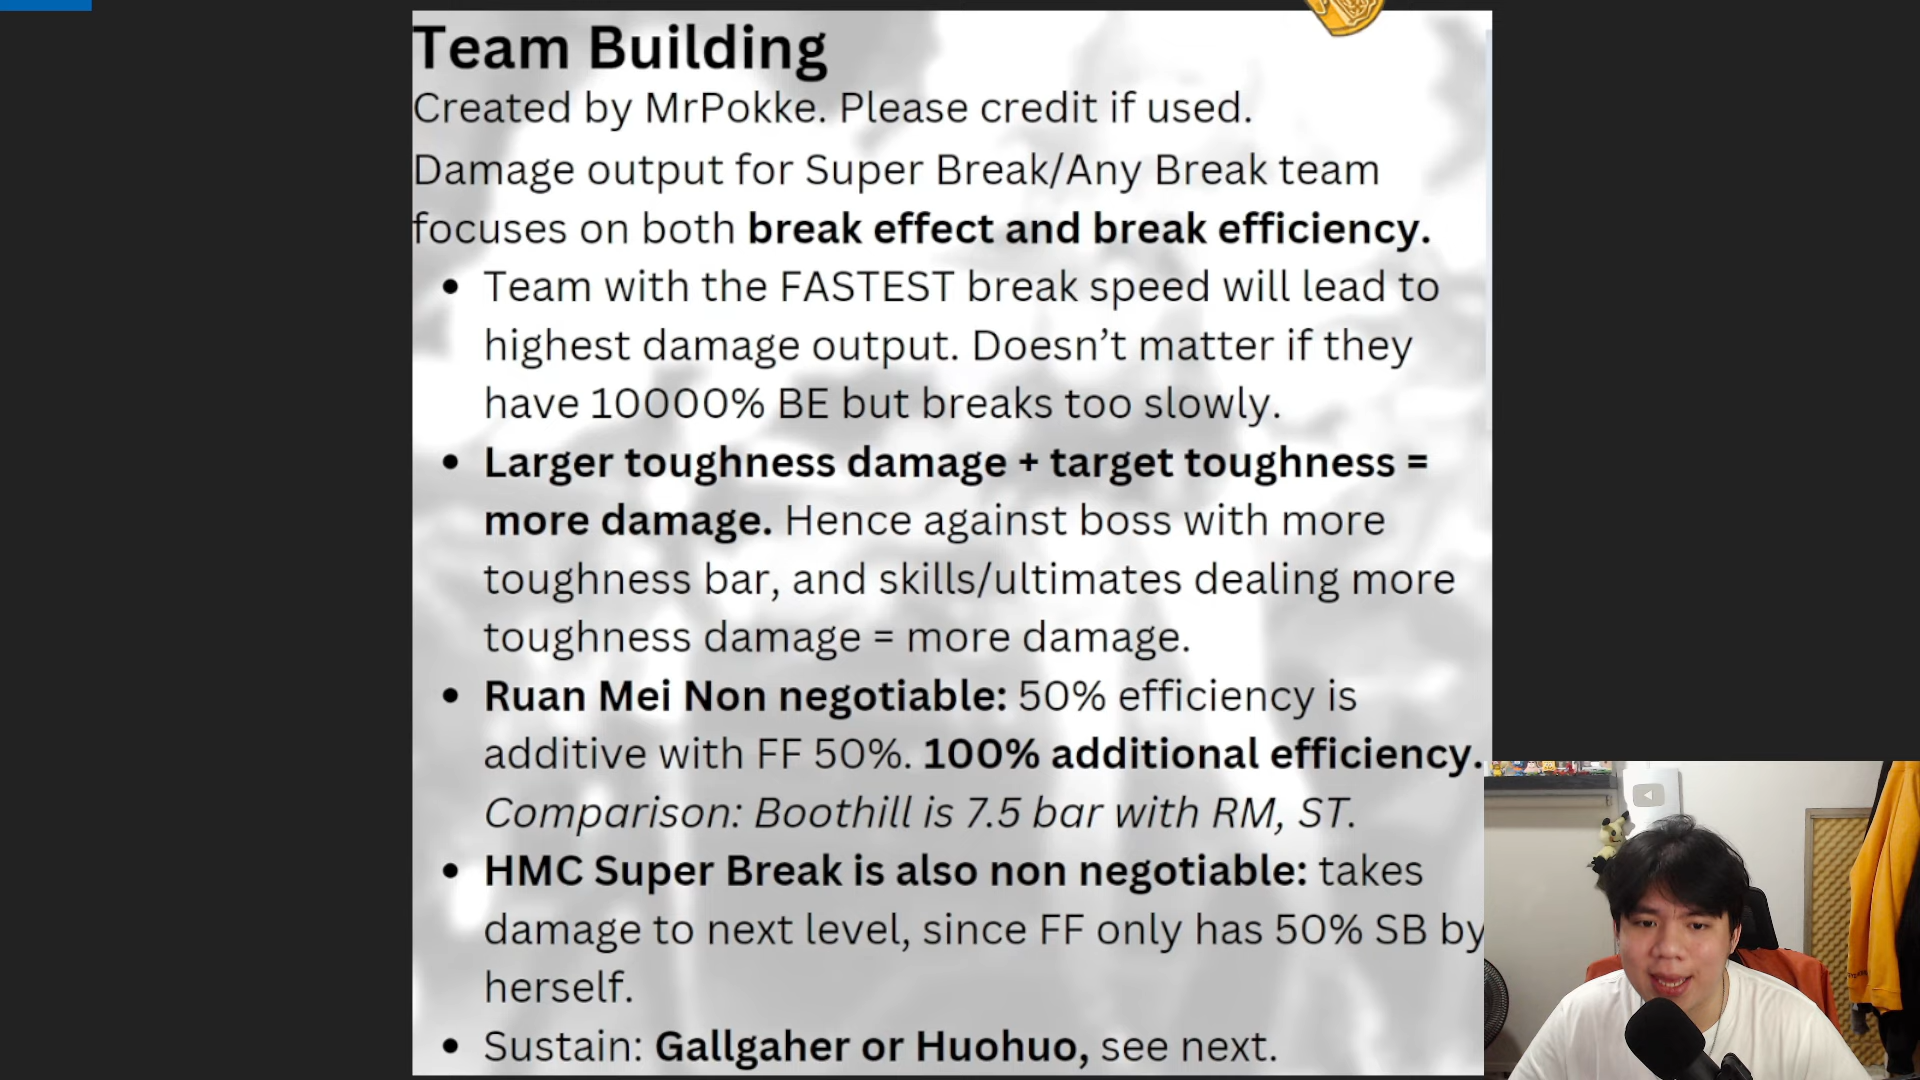 Team Building
Created by MrPokke. Please credit if used.
Damage output for Super Break/Any Break team
focuses on both break effect and break efficiency.
• Team with the FASTEST break speed will lead to
highest damage output. Doesn’t matter if they
have 10000% BE but breaks too slowly.
• Larger toughness damage + target toughness =
more damage. Hence against boss with more
toughness bar, and skills/ultimates dealing more
toughness damage = more damage.
• Ruan Mei Non negotiable: 50% efficiency is
additive with FF 50%. 100% additional efficiency.
Comparison: Boothill is 7.5 bar with RM, ST.
• HMC Super Break is also non negotiable: takes
damage to next level, since FF only has 50% SB by
herself.
• Sustain: Gallgaher or Huohuo, see next.